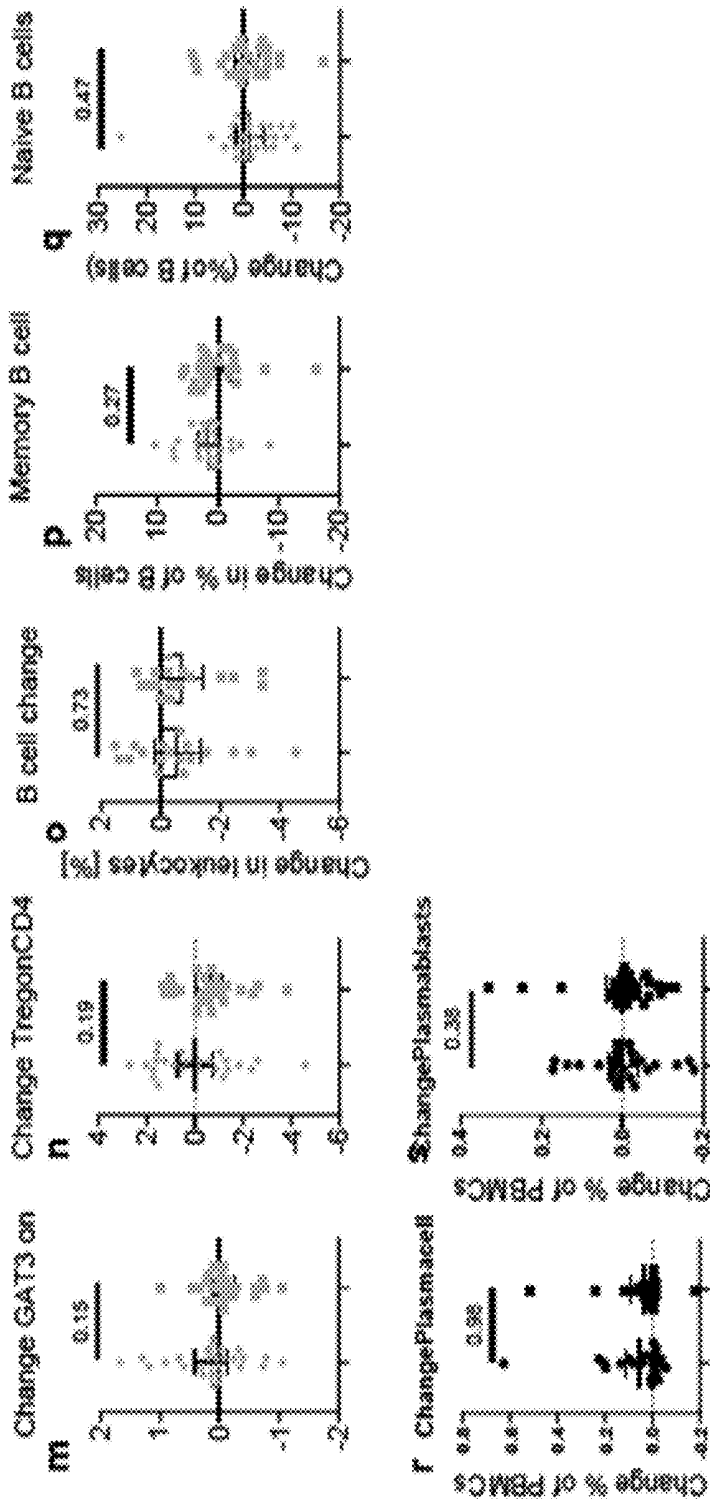 m
Change GAT3 on
0.15
2
1
0
-1
-2
n
Change TregonCD4
0.19
4
2
0
-2
-4
-6
o
B cell change
0.73
Change in leukocytes [%]
2
0
-2
-4
-6
p
Memory B cell
0.27
Change in % of B cells
20
10
0
-10
-20
q
Naive B cells
0.47
Change (% of B cells)
30
20
10
0
-10
-20
r
ChangePlasmacell
Change % of PBMCs
0.2
0.0
-0.2
s
ChangePlasmablasts
Change % of PBMCs
0.4
0.2
0.0
-0.2